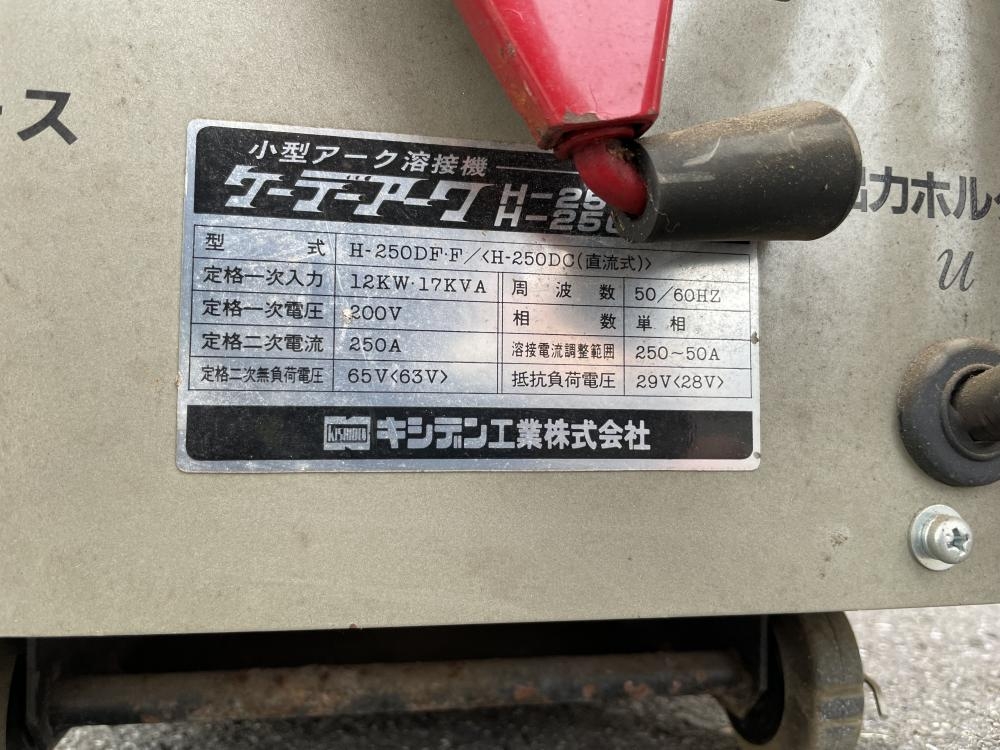 ース
小型アーク溶接機
ケーデーアーク H-25
H-250
型式 H-250DF·F/〈H-250DC(直流式)〉
定格一次入力 12KW·17KVA 周波数 50/60HZ
定格一次電圧 200V 相数 単相
定格二次電流 250A 溶接電流調整範囲 250~50A
定格二次無負荷電圧 65V〈63V〉 抵抗負荷電圧 29V〈28V〉
キシデン工業株式会社
出力ホル
u